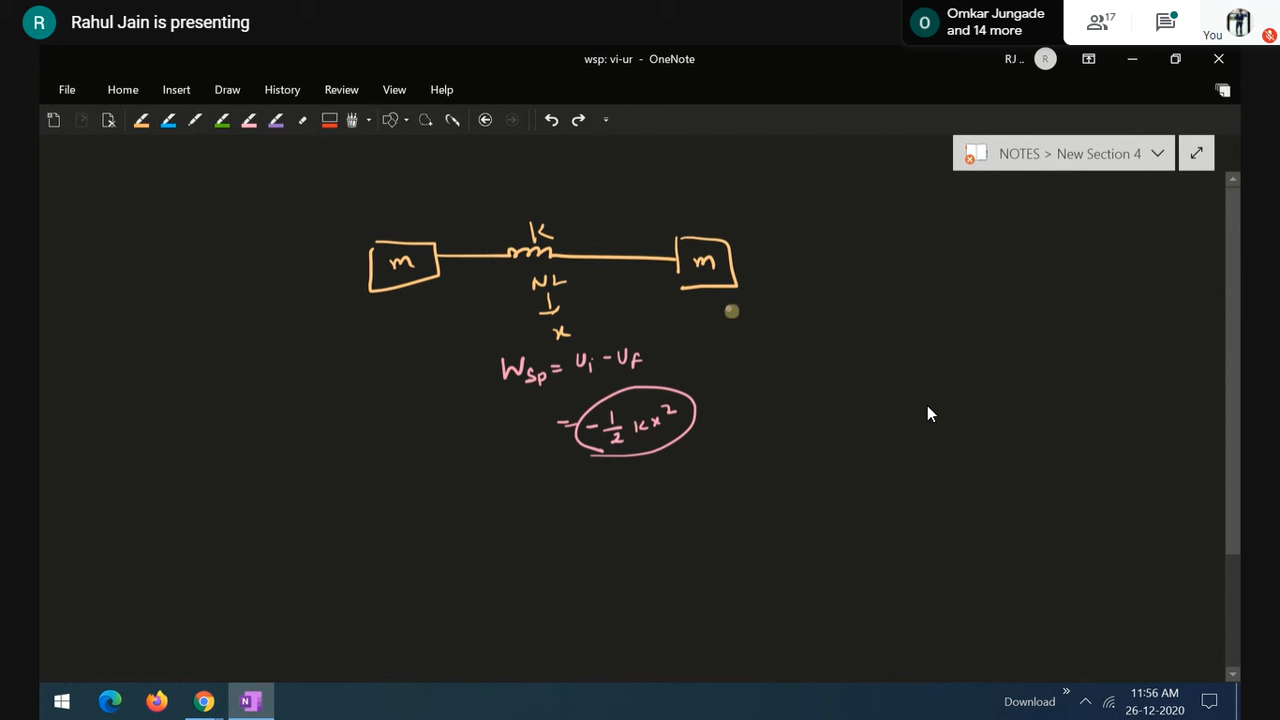 R Rahul Jain is presenting
O Omkar Jungade
and 14 more
17
You
wsp: vi-ur - OneNote
RJ ..
R
File Home Insert Draw History Review View Help
NOTES > New Section 4
K
m
m
NL
↓
x
Wsp = Ui - Uf
= - 1/2 kx²
Download
11:56 AM
26-12-2020